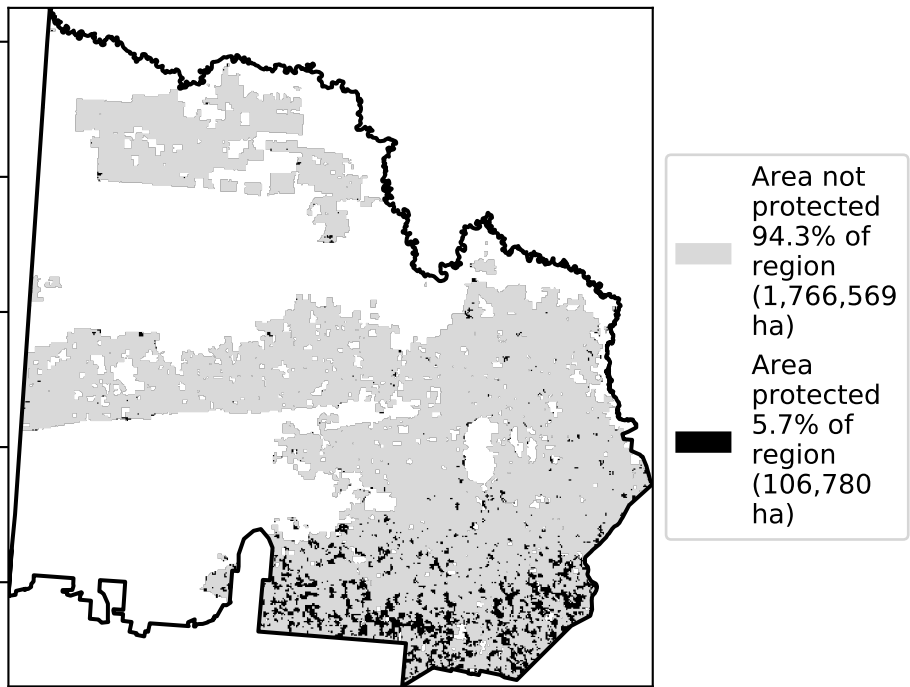 Area not
protected
94.3% of
region
(1,766,569
ha)
Area
protected
5.7% of
region
(106,780
ha)